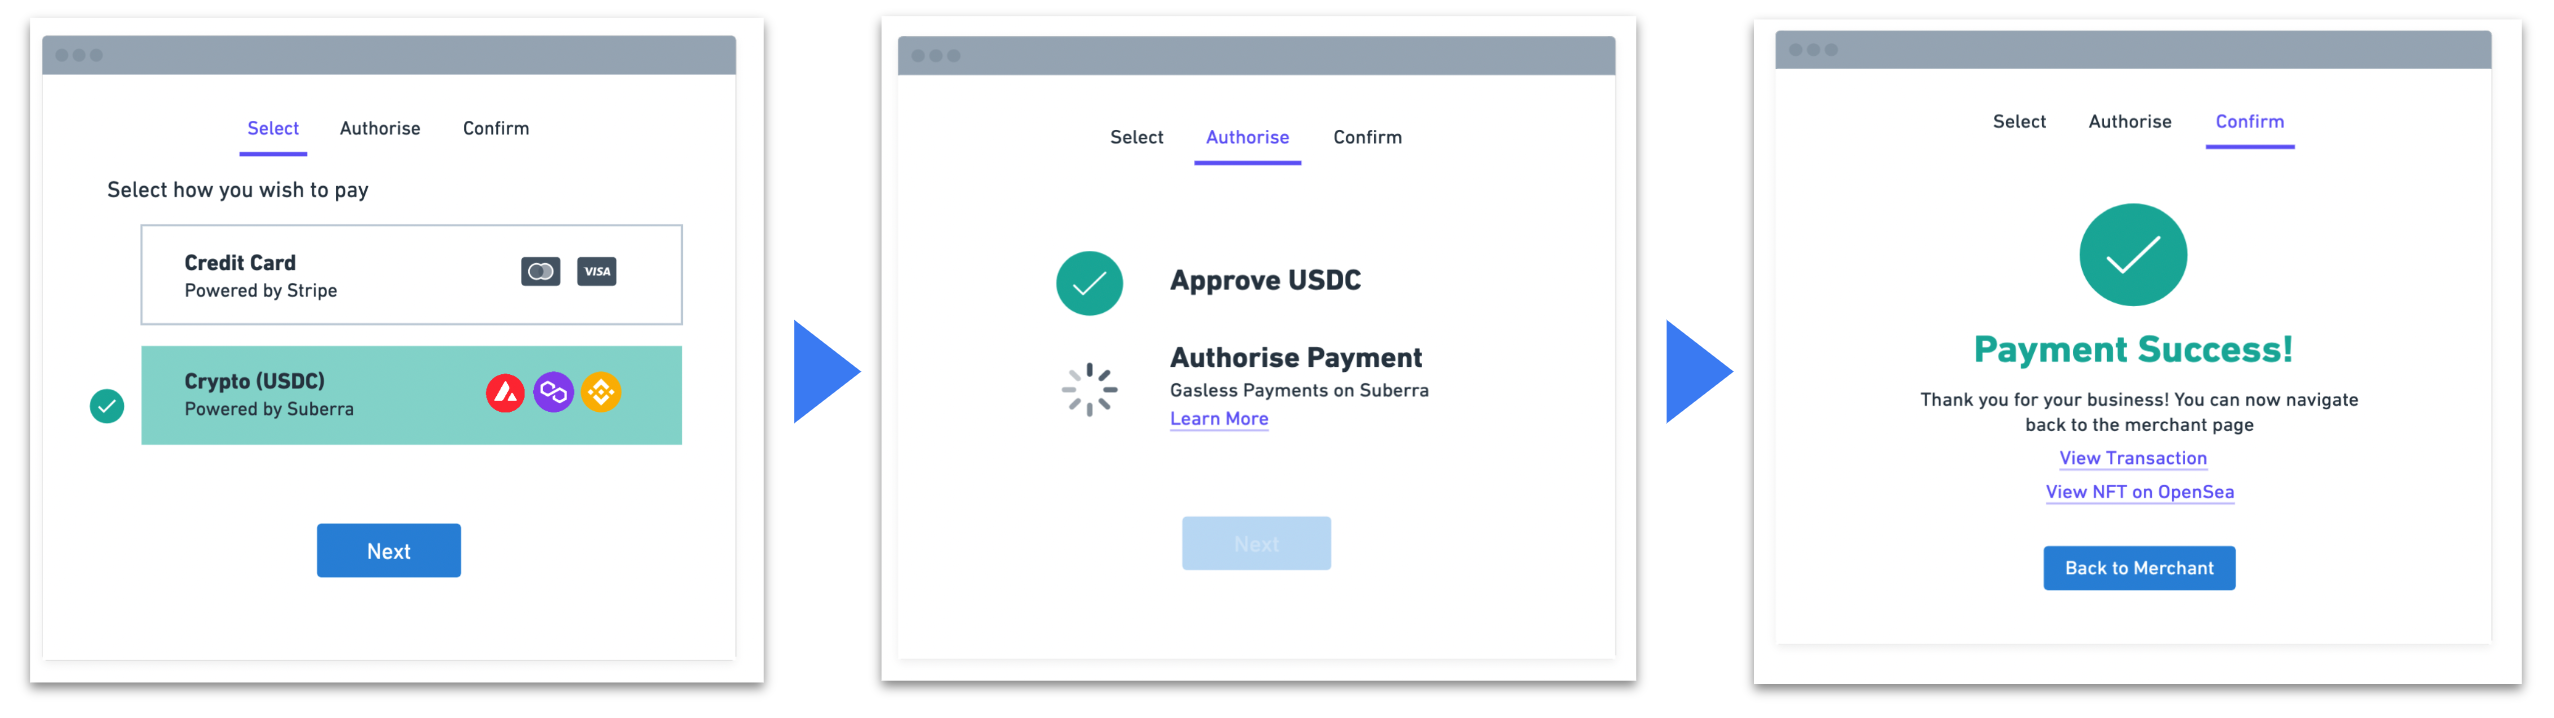 Select Authorise Confirm
Select how you wish to pay
Credit Card
Powered by Stripe
VISA
Crypto (USDC)
Powered by Suberra
Next
Select Authorise Confirm
Approve USDC
Authorise Payment
Gasless Payments on Suberra
Learn More
Next
Select Authorise Confirm
Payment Success!
Thank you for your business! You can now navigate
back to the merchant page
View Transaction
View NFT on OpenSea
Back to Merchant